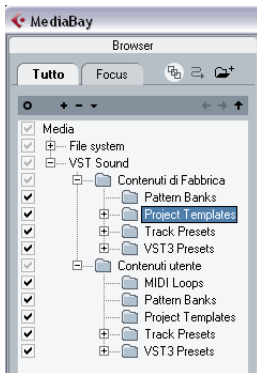 MediaBay
Browser
Tutto Focus
Media
File system
VST Sound
Contenuti di Fabbrica
Pattern Banks
Project Templates
Track Presets
VST3 Presets
Contenuti utente
MIDI Loops
Pattern Banks
Project Templates
Track Presets
VST3 Presets